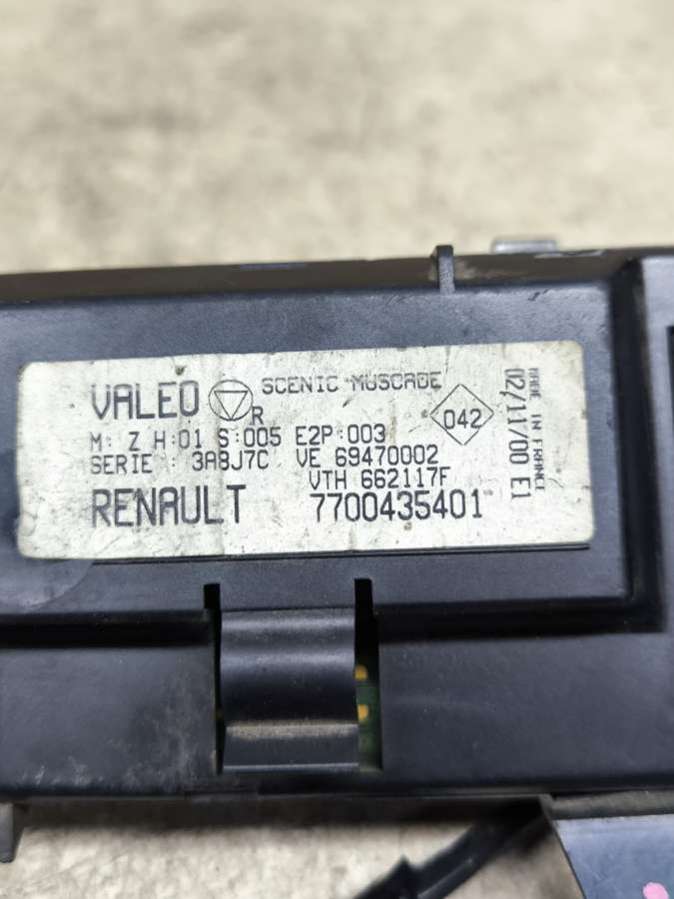 VALEO R SCENIC MUSCADE
042
M: Z H:01 S:005 E2P:003
SERIE : 3A8J7C VE 69470002
VTH 662117F
RENAULT 7700435401
02/11/00 E1
MADE IN FRANCE